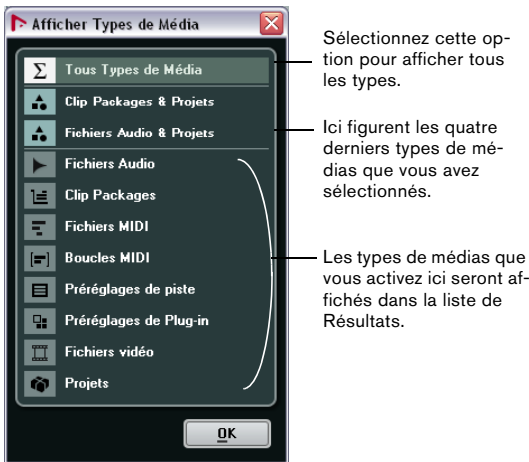 Afficher Types de Média
Tous Types de Média
Clip Packages & Projets
Fichiers Audio & Projets
Fichiers Audio
Clip Packages
Fichiers MIDI
Boucles MIDI
Préréglages de piste
Préréglages de Plug-in
Fichiers vidéo
Projets
OK
Sélectionnez cette op-
tion pour afficher tous
les types.
Ici figurent les quatre
derniers types de mé-
dias que vous avez
sélectionnés.
Les types de médias que
vous activez ici seront af-
fichés dans la liste de
Résultats.